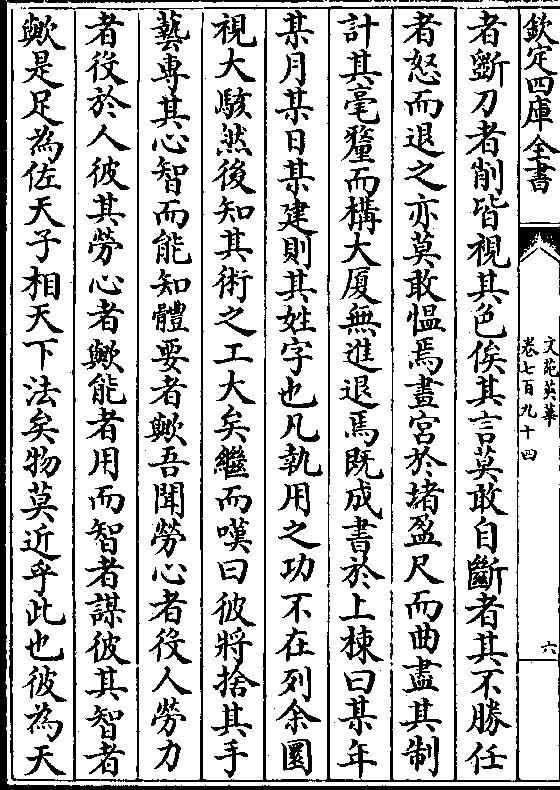 欽定四庫全書
文苑英華
卷七百九十四
六
者斷刀者削皆視其色俟其言莫敢自斷者其不勝任
者怒而退之亦莫敢愠焉畫宮於堵盈尺而曲盡其制
計其毫釐而構大厦無進退焉既成書於上棟曰某年
某月某日某建則其姓字也凡執用之功不在列余圜
視大駭然後知其術之工大矣繼而嘆曰彼將捨其手
藝專其心智而能知體要者歟吾聞勞心者役人勞力
者役於人彼其勞心者歟能者用而智者謀彼其智者
歟是足為佐天子相天下法矣物莫近乎此也彼為天